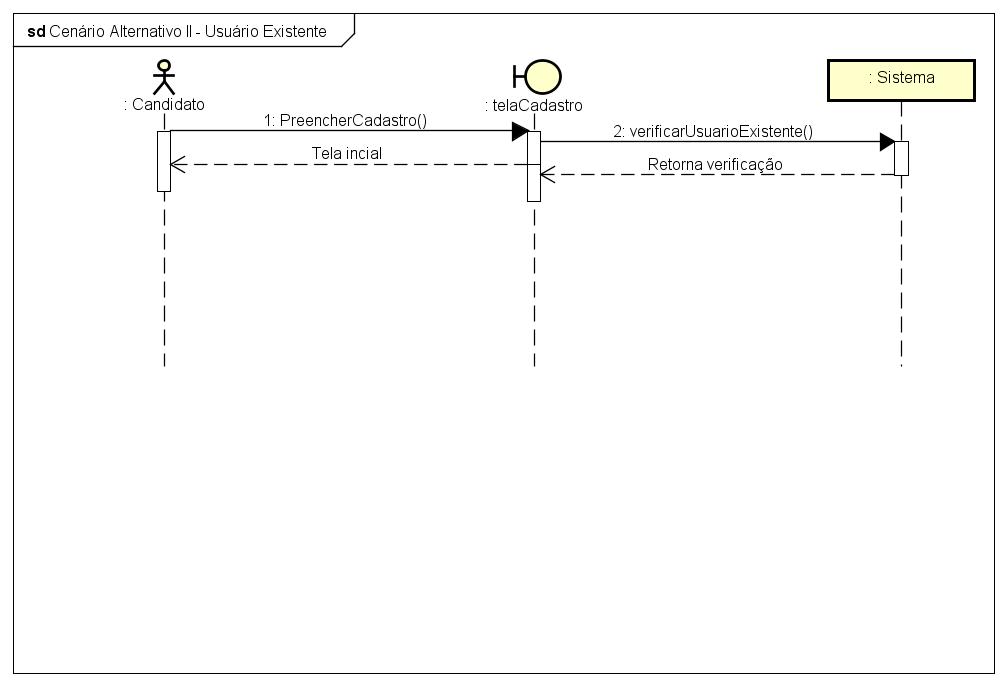 sd Cenário Alternativo II - Usuário Existente
: Candidato
: telaCadastro
: Sistema
1: PreencherCadastro()
2: verificarUsuarioExistente()
Tela incial
Retorna verificação